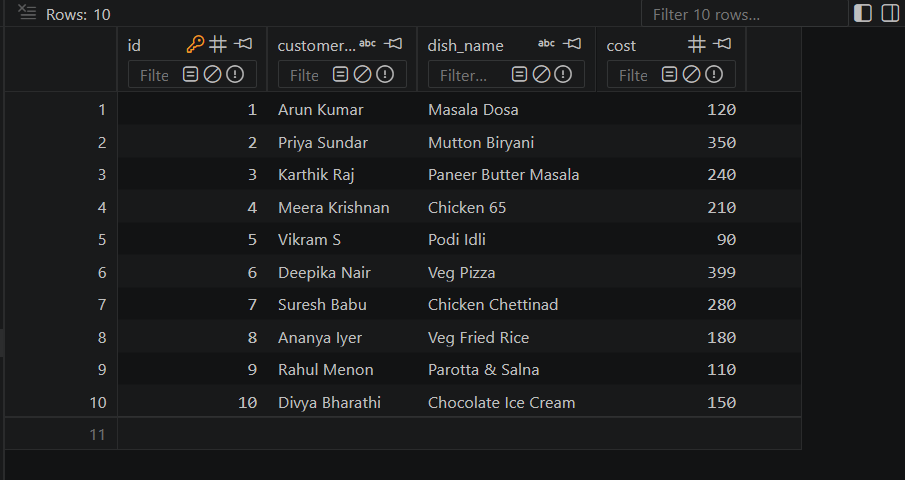 Rows: 10 Filter 10 rows...
id customer... abc dish_name abc cost
Filte Filte Filter... Filte
1 1 Arun Kumar Masala Dosa 120
2 2 Priya Sundar Mutton Biryani 350
3 3 Karthik Raj Paneer Butter Masala 240
4 4 Meera Krishnan Chicken 65 210
5 5 Vikram S Podi Idli 90
6 6 Deepika Nair Veg Pizza 399
7 7 Suresh Babu Chicken Chettinad 280
8 8 Ananya Iyer Veg Fried Rice 180
9 9 Rahul Menon Parotta & Salna 110
10 10 Divya Bharathi Chocolate Ice Cream 150
11